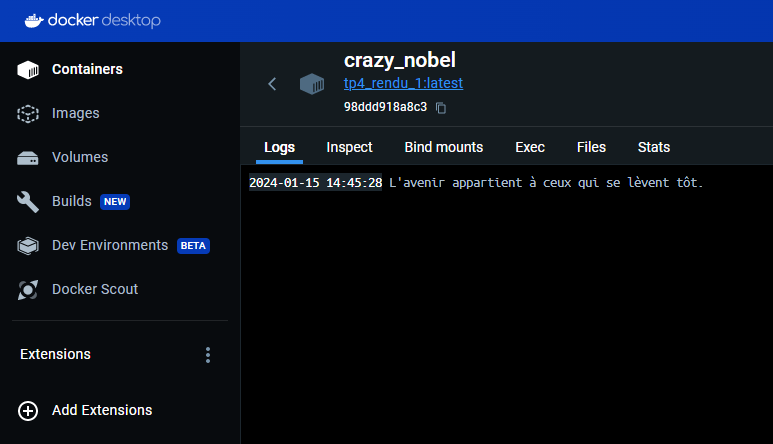 docker desktop
Containers
Images
Volumes
Builds NEW
Dev Environments BETA
Docker Scout
Extensions
Add Extensions
crazy_nobel
tp4_rendu_1:latest
98ddd918a8c3
Logs Inspect Bind mounts Exec Files Stats
2024-01-15 14:45:28 L'avenir appartient à ceux qui se lèvent tôt.